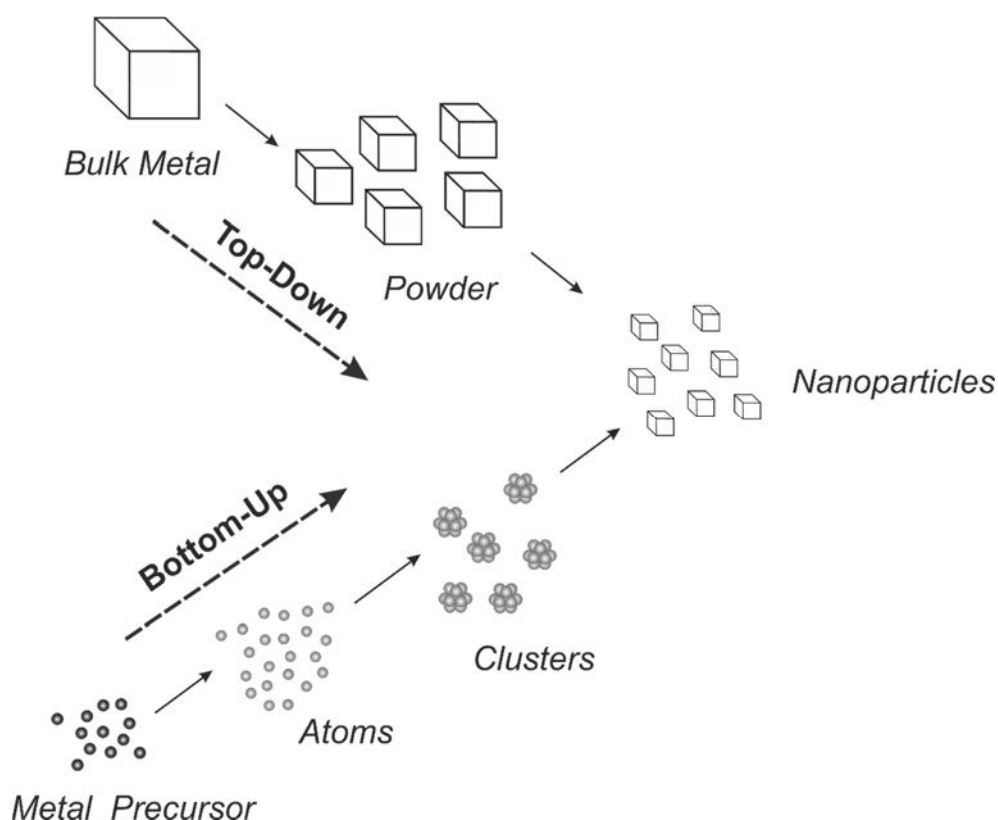 Bulk Metal
Top-Down
Powder
Nanoparticles
Bottom-Up
Clusters
Atoms
Metal Precursor